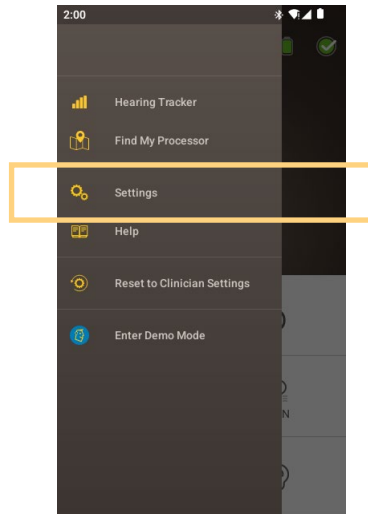 2:00
Hearing Tracker
Find My Processor
Settings
Help
Reset to Clinician Settings
Enter Demo Mode
N